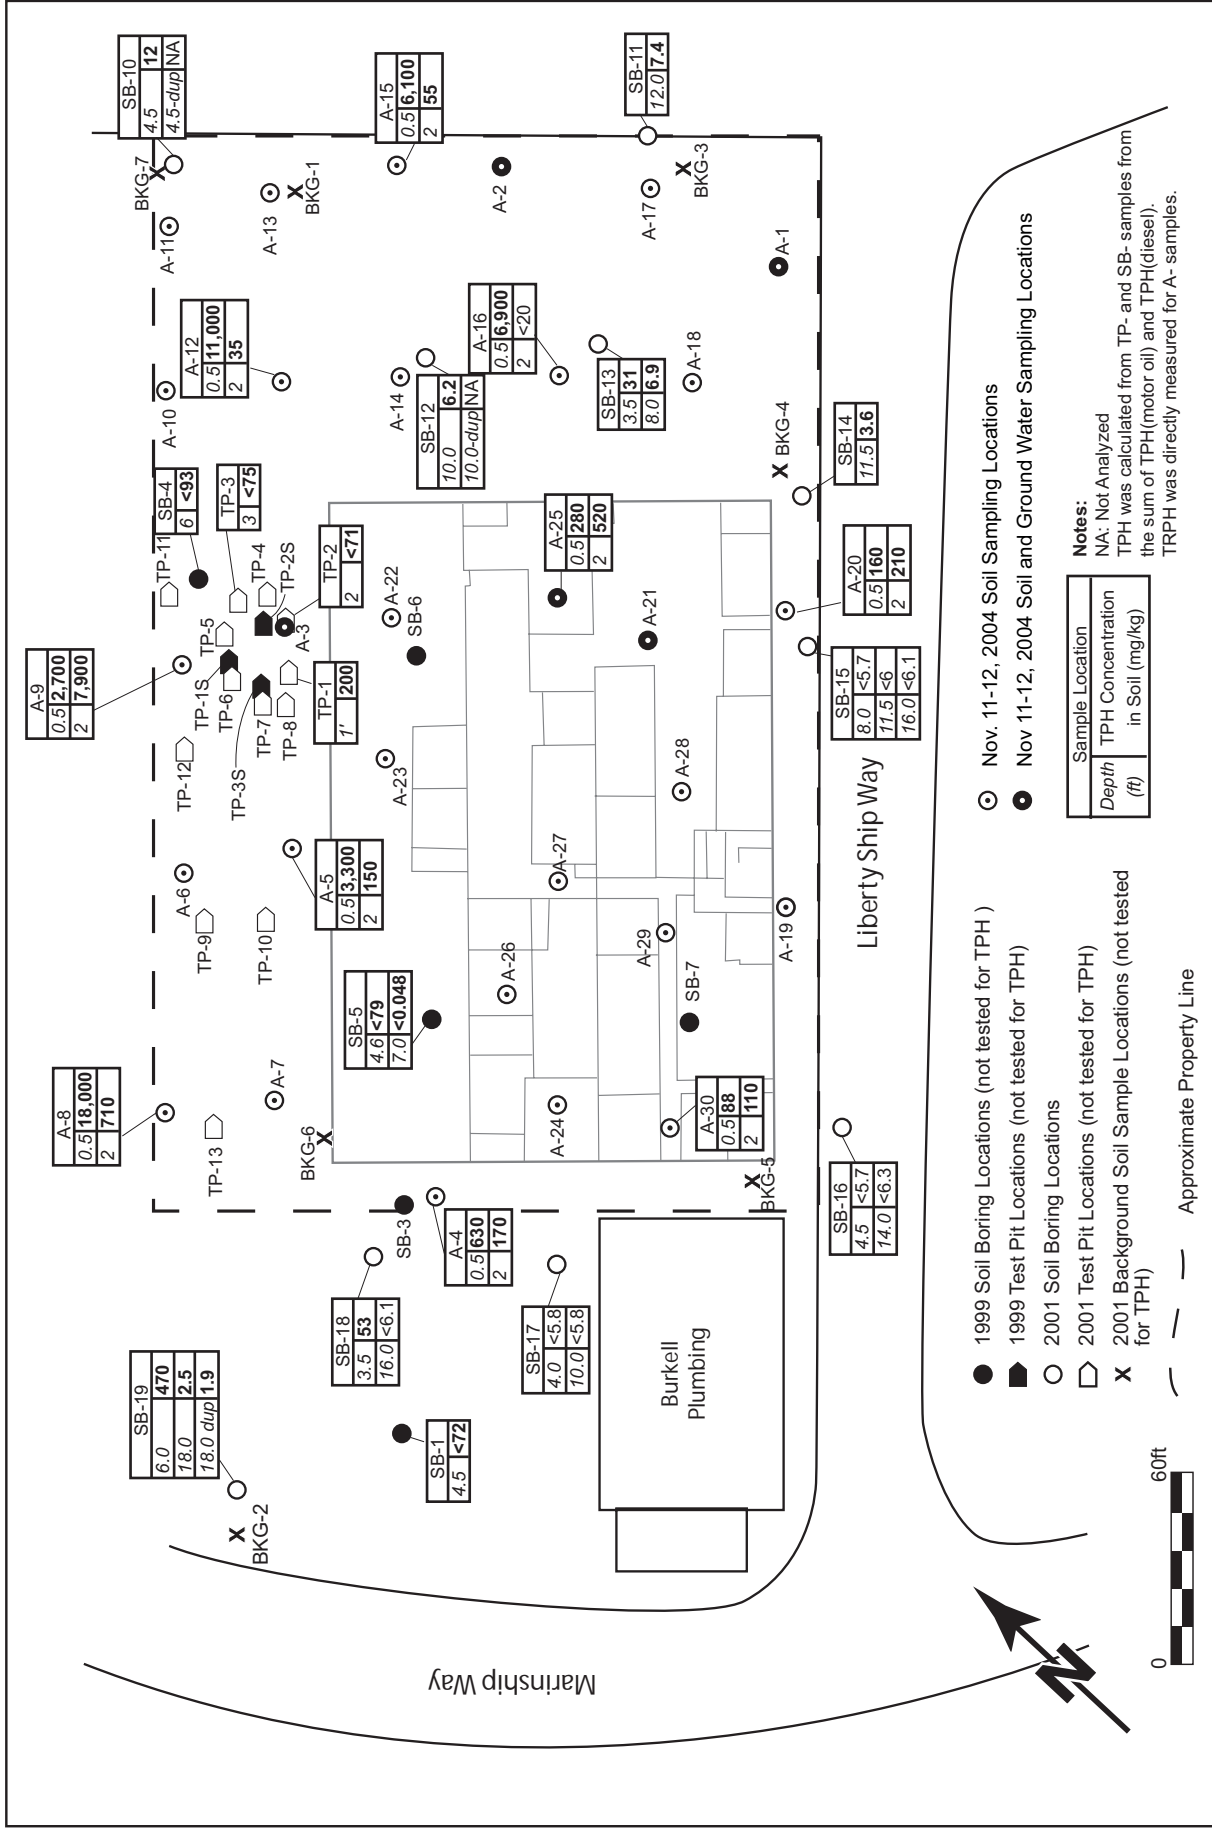 SB-10
4.5 12
4.5-dup NA
BKG-7
X
A-11
A-13
X
BKG-1
A-15
0.5 6,100
2 55
A-2
SB-11
12.0 7.4
A-17
X
BKG-3
A-1
A-12
0.5 11,000
2 35
A-10
A-14
SB-12
10.0 6.2
10.0-dup NA
A-16
0.5 6,900
2 <20
SB-13
3.5 31
8.0 6.9
A-18
X BKG-4
SB-14
11.5 3.6
SB-4
6 <93
TP-3
3 <75
TP-11
TP-4
TP-2S
TP-2
2 <71
TP-5
A-3
A-22
SB-6
A-25
0.5 280
2 520
A-21
A-20
0.5 160
2 210
A-9
0.5 2,700
2 7,900
TP-1S
TP-6
TP-3S
TP-7
TP-8
TP-1
1' 200
TP-12
A-23
A-28
SB-15
8.0 <5.7
11.5 <6
16.0 <6.1
A-6
A-5
0.5 3,300
2 150
A-27
TP-9
TP-10
A-26
A-29
A-19
SB-5
4.6 <79
7.0 <0.048
SB-7
A-8
0.5 18,000
2 710
A-7
TP-13
BKG-6
X
A-24
A-30
0.5 88
2 110
X
BKG-5
SB-3
A-4
0.5 630
2 170
SB-16
4.5 <5.7
14.0 <6.3
SB-18
3.5 53
16.0 <6.1
SB-17
4.0 <5.8
10.0 <5.8
SB-19
6.0 470
18.0 2.5
18.0 dup 1.9
SB-1
4.5 <72
X
BKG-2
Burkell
Plumbing
Liberty Ship Way
Marinship Way
N
0 60ft
1999 Soil Boring Locations (not tested for TPH )
1999 Test Pit Locations (not tested for TPH)
2001 Soil Boring Locations
2001 Test Pit Locations (not tested for TPH)
X 2001 Background Soil Sample Locations (not tested
for TPH)
Approximate Property Line
Nov. 11-12, 2004 Soil Sampling Locations
Nov 11-12, 2004 Soil and Ground Water Sampling Locations
Sample Location
Depth TPH Concentration
(ft) in Soil (mg/kg)
Notes:
NA: Not Analyzed
TPH was calculated from TP- and SB- samples from
the sum of TPH(motor oil) and TPH(diesel).
TRPH was directly measured for A- samples.